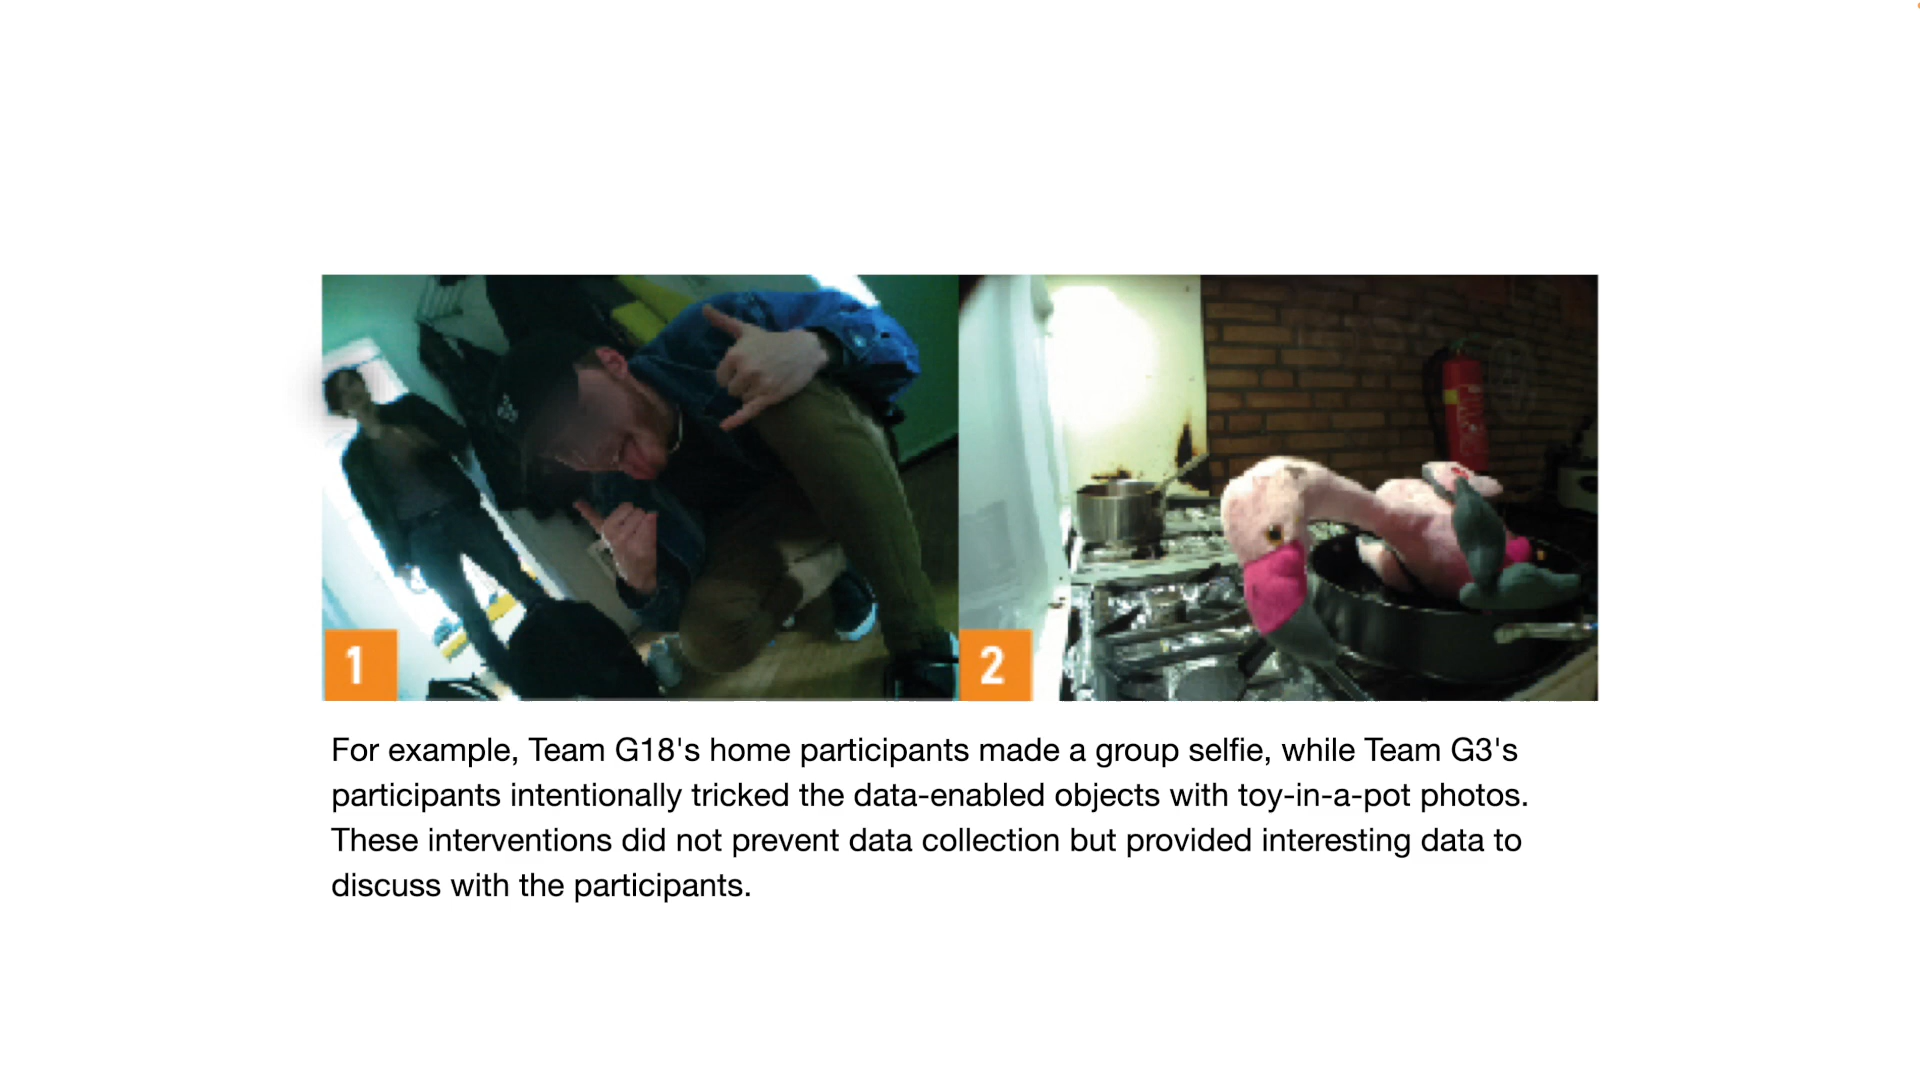 1
2
For example, Team G18's home participants made a group selfie, while Team G3's
participants intentionally tricked the data-enabled objects with toy-in-a-pot photos.
These interventions did not prevent data collection but provided interesting data to
discuss with the participants.